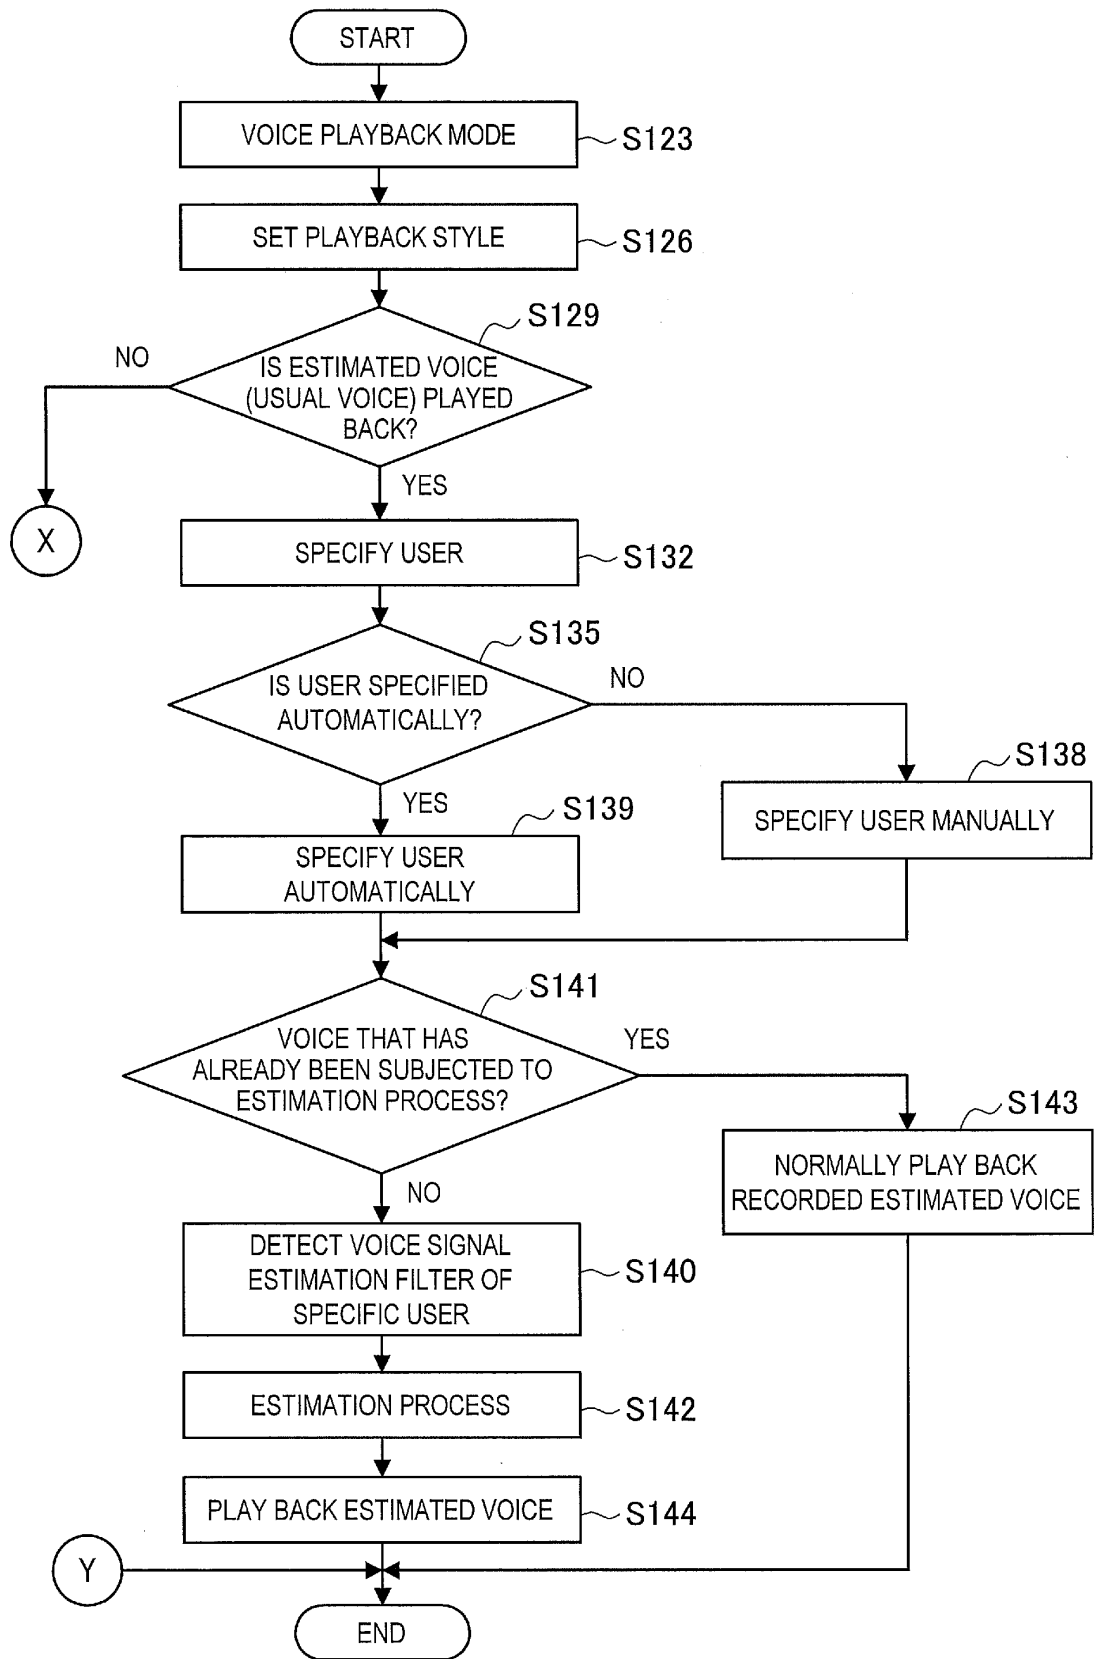 START
VOICE PLAYBACK MODE
S123
SET PLAYBACK STYLE
S126
S129
NO
IS ESTIMATED VOICE
(USUAL VOICE) PLAYED
BACK?
YES
X
SPECIFY USER
S132
S135
IS USER SPECIFIED
AUTOMATICALLY?
NO
S138
SPECIFY USER MANUALLY
YES
S139
SPECIFY USER
AUTOMATICALLY
S141
VOICE THAT HAS
ALREADY BEEN SUBJECTED TO
ESTIMATION PROCESS?
YES
S143
NORMALLY PLAY BACK
RECORDED ESTIMATED VOICE
NO
DETECT VOICE SIGNAL
ESTIMATION FILTER OF
SPECIFIC USER
S140
ESTIMATION PROCESS
S142
PLAY BACK ESTIMATED VOICE
S144
Y
END